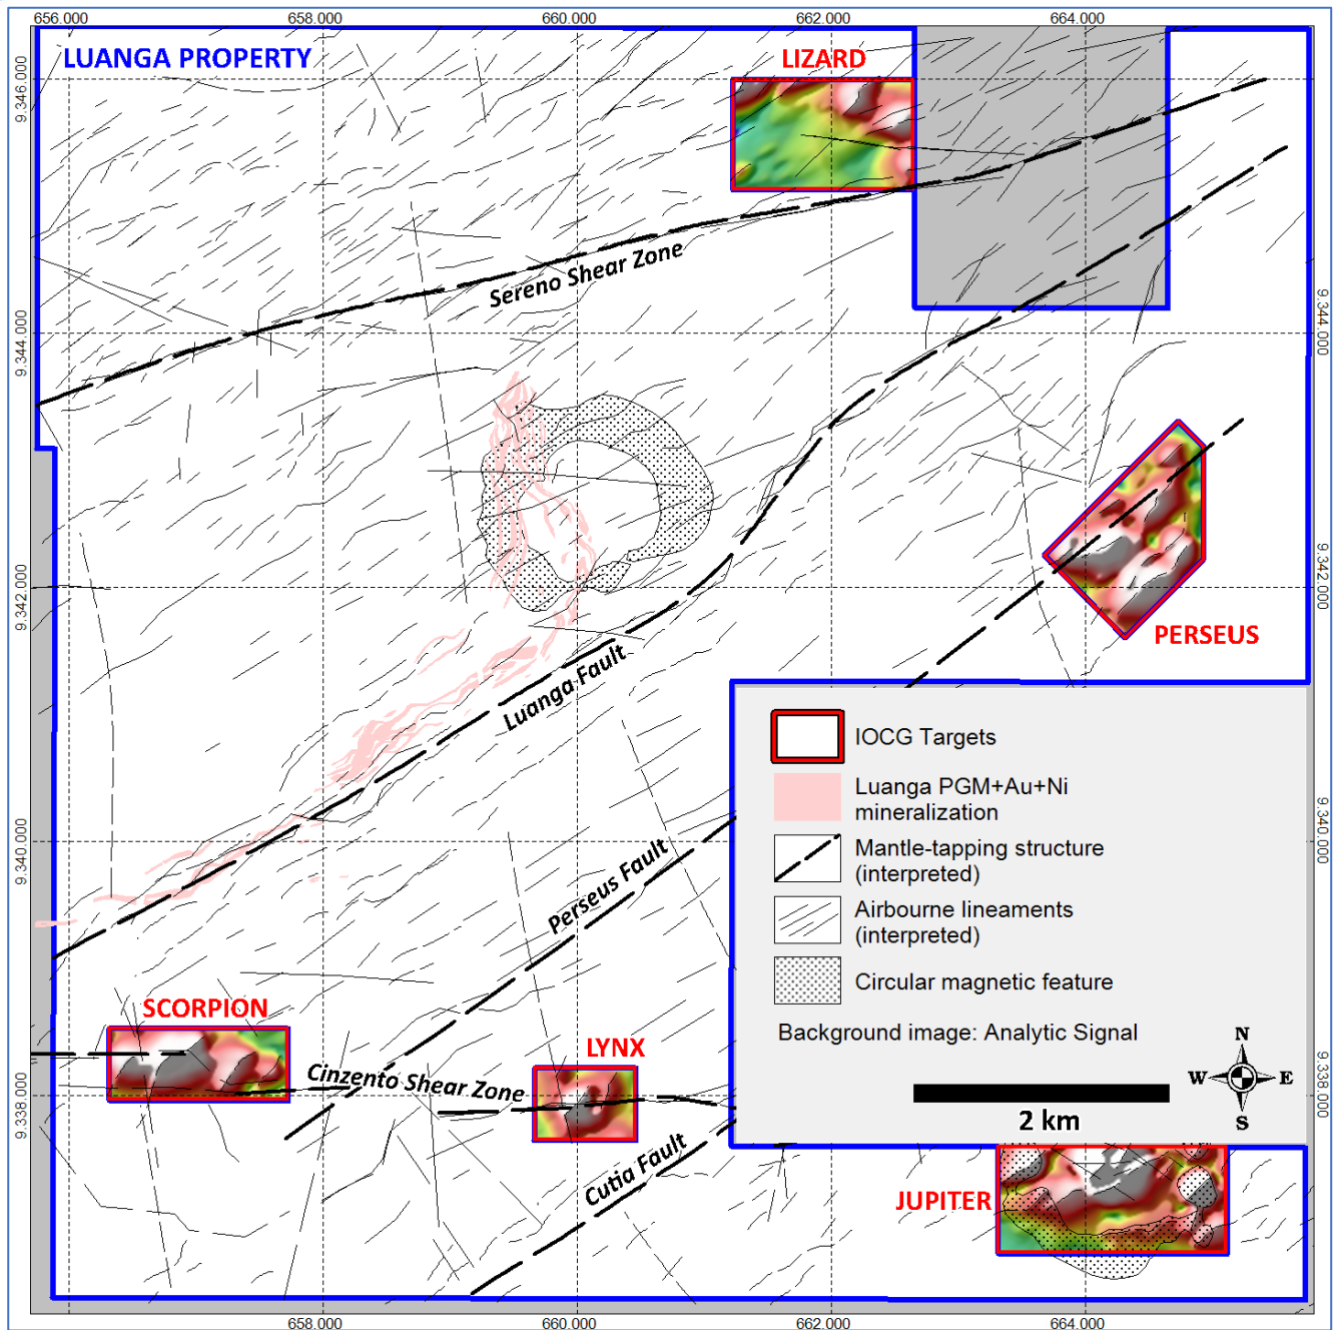 656.000 658.000 660.000 662.000 664.000
LUANGA PROPERTY
LIZARD
9.346.000
Sereno Shear Zone
9.344.000
9.344.000
9.342.000
9.342.000
PERSEUS
Luanga Fault
IOCG Targets
Luanga PGM+Au+Ni
mineralization
Mantle-tapping structure
(interpreted)
Airbourne lineaments
(interpreted)
Circular magnetic feature
Background image: Analytic Signal
N
W E
S
2 km
9.340.000
9.340.000
Perseus Fault
SCORPION
LYNX
Cinzento Shear Zone
9.338.000
9.338.000
Cutia Fault
JUPITER
658.000 660.000 662.000 664.000